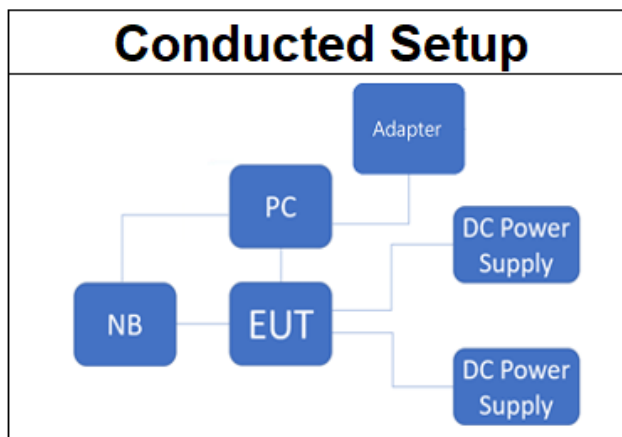 Conducted Setup
Adapter
PC
DC Power
Supply
NB
EUT
DC Power
Supply